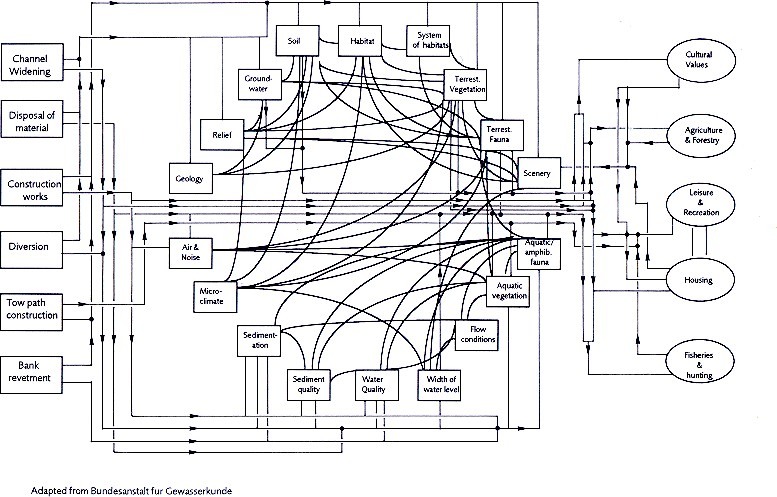 Channel
Widening
Disposal of
material
Construction
works
Diversion
Tow path
construction
Bank
revetment
Soil
Habitat
System
of habitats
Ground-
water
Terrest.
Vegetation
Relief
Terrest.
Fauna
Geology
Scenery
Air &
Noise
Aquatic/
amphib.
fauna
Micro-
climate
Aquatic
vegetation
Sediment-
ation
Flow
conditions
Sediment
quality
Water
Quality
Width of
water level
Cultural
Values
Agriculture
& Forestry
Leisure
&
Recreation
Housing
Fisheries
&
hunting
Adapted from Bundesanstalt fur Gewasserkunde